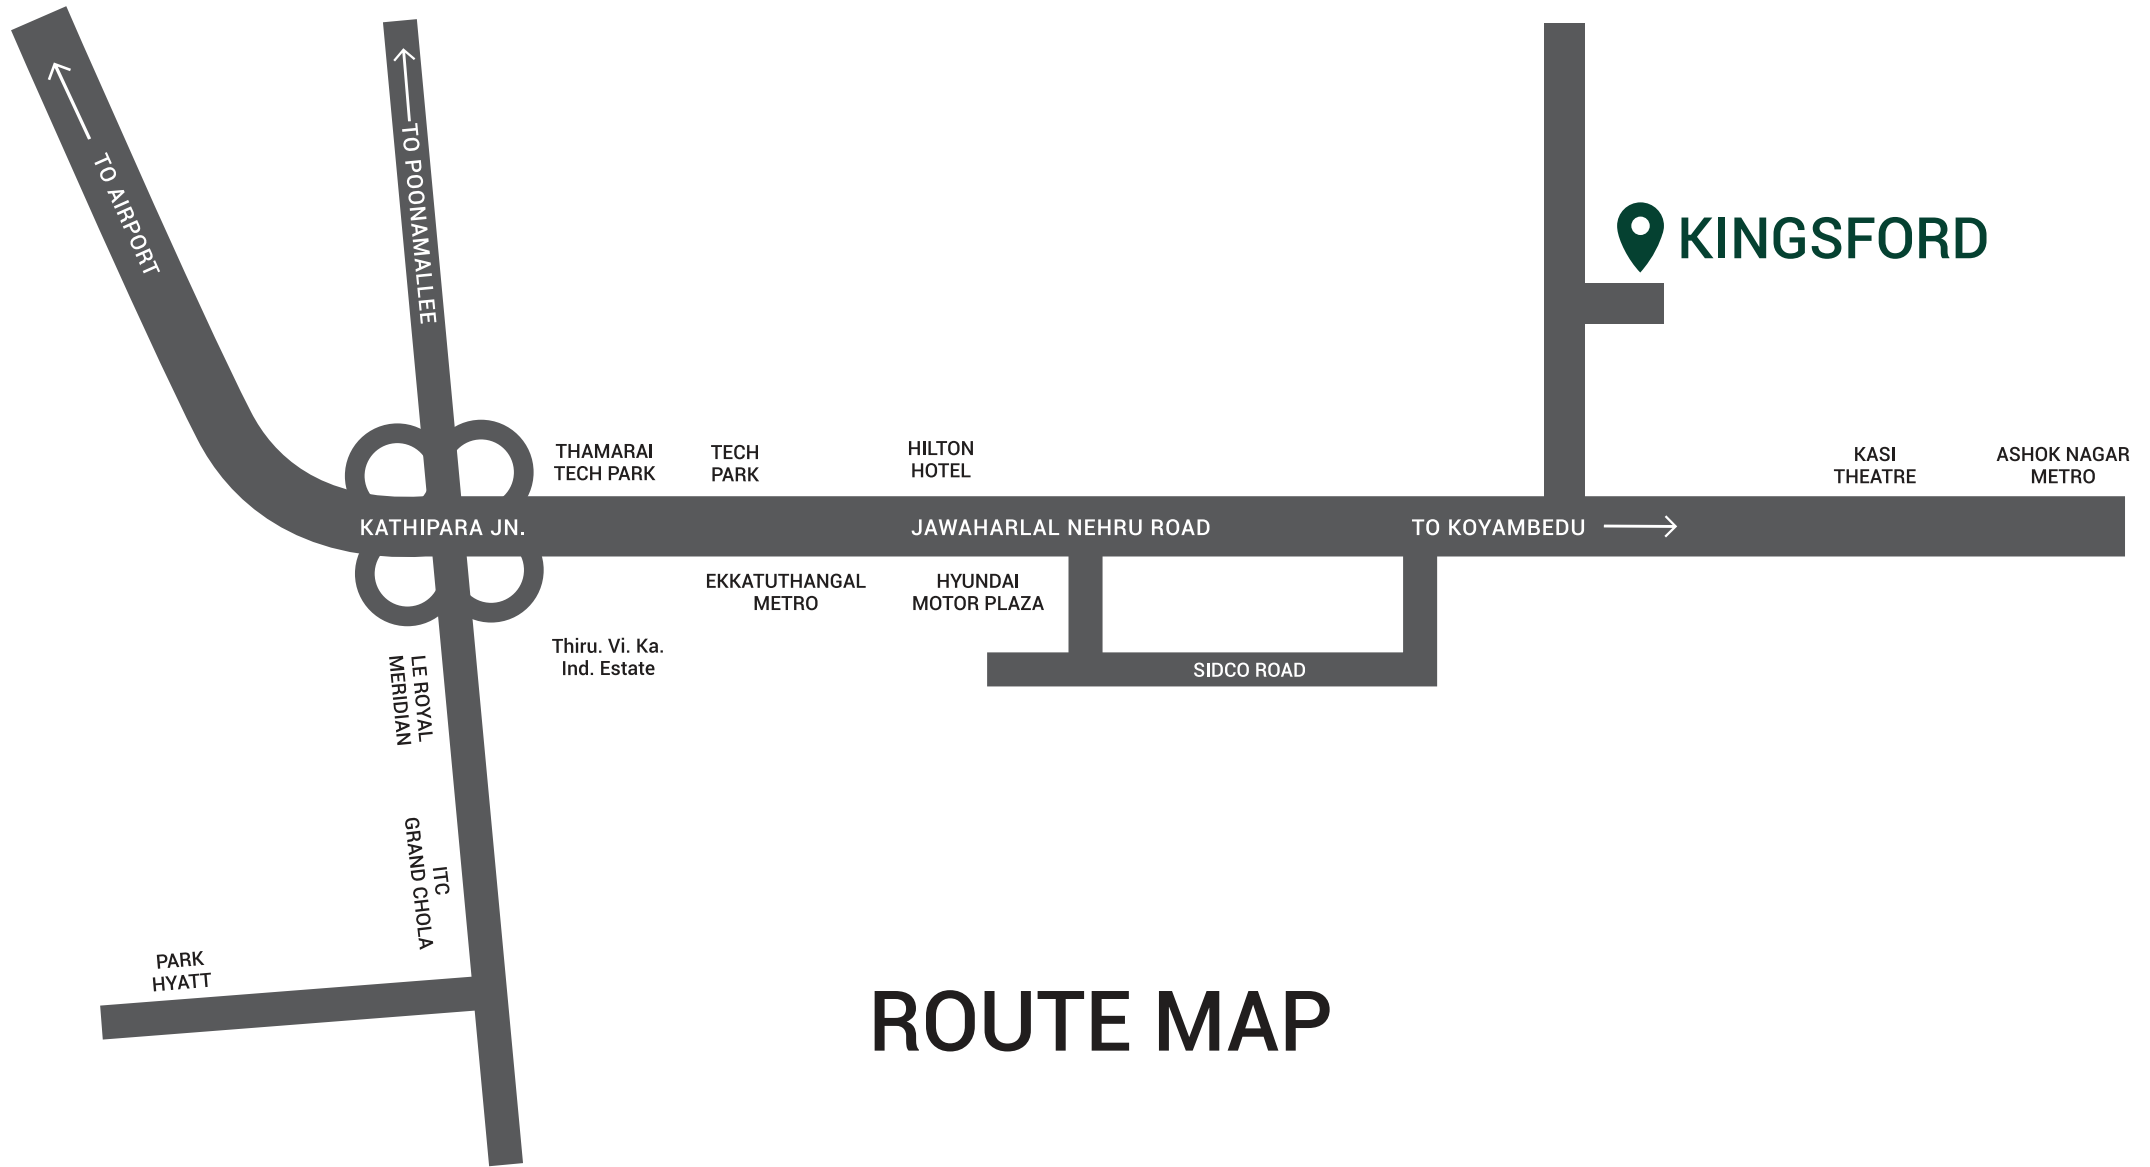 TO AIRPORT
TO POONAMALLEE
KINGSFORD
THAMARAI
TECH PARK
TECH
PARK
HILTON
HOTEL
KASI
THEATRE
ASHOK NAGAR
METRO
KATHIPARA JN.
JAWAHARLAL NEHRU ROAD
TO KOYAMBEDU
EKKATUTHANGAL
METRO
HYUNDAI
MOTOR PLAZA
Thiru. Vi. Ka.
Ind. Estate
SIDCO ROAD
LE ROYAL
MERIDIAN
ITC
GRAND CHOLA
PARK
HYATT
ROUTE MAP